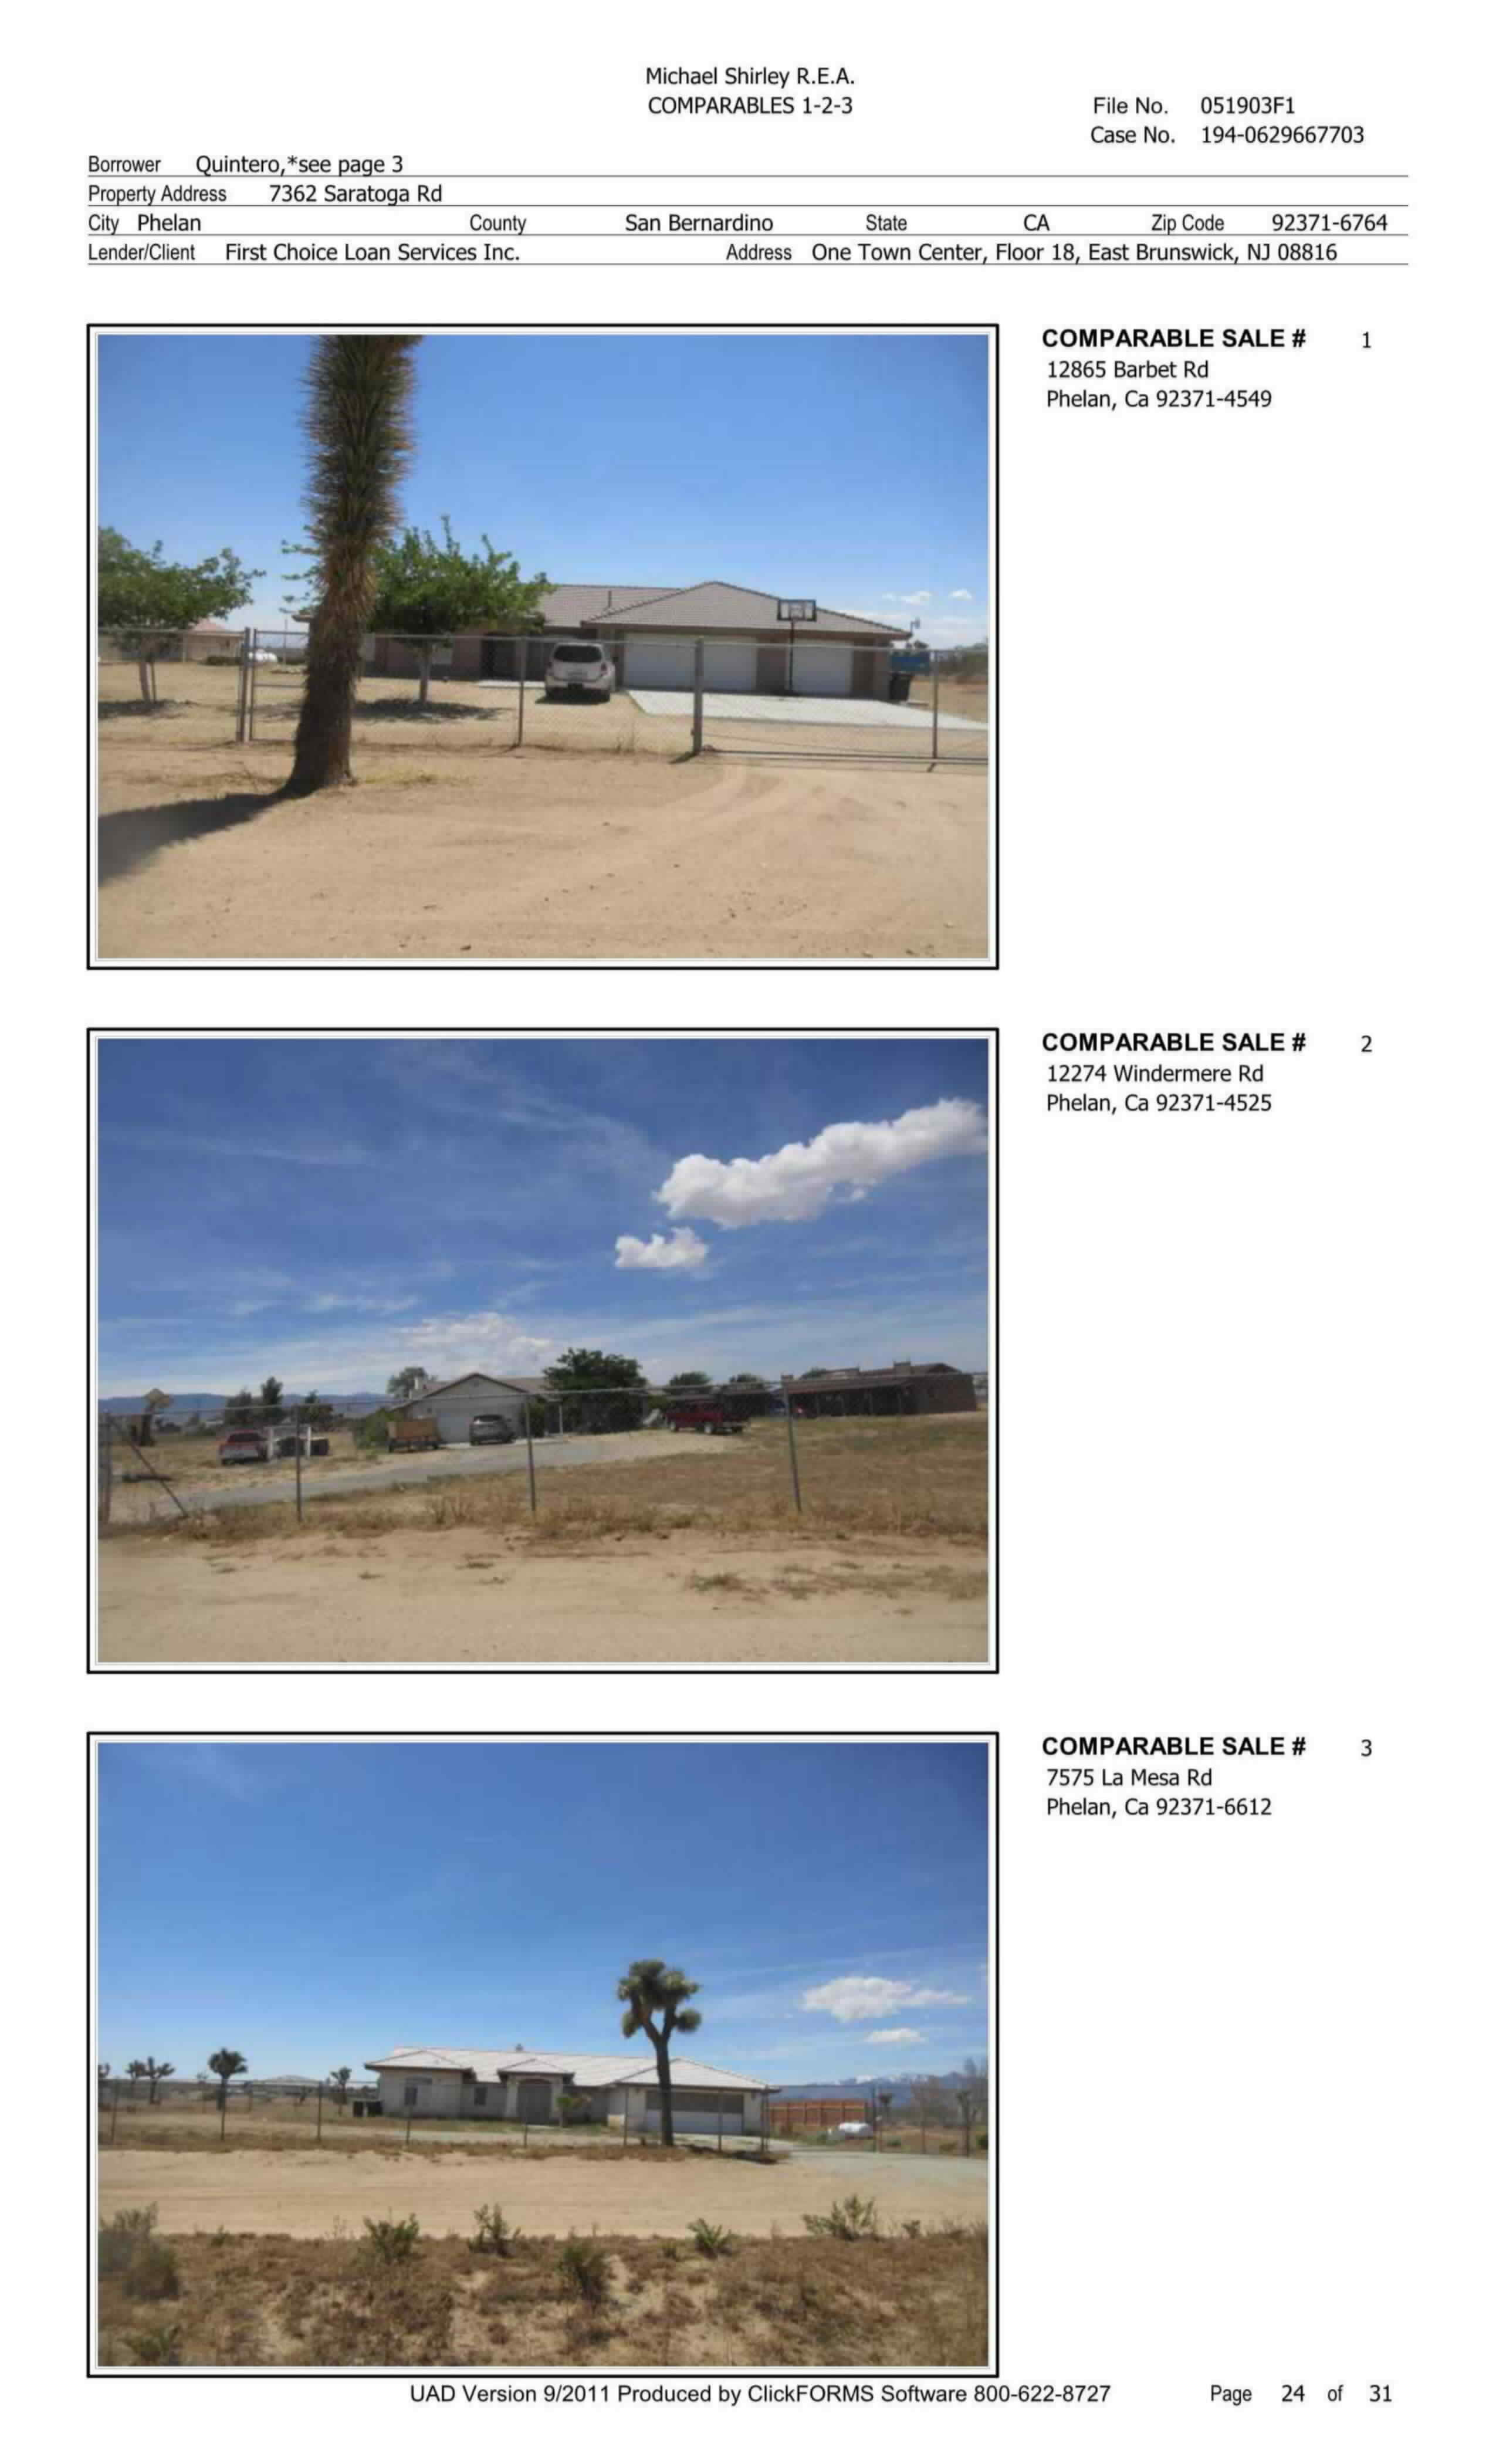 Michael Shirley R.E.A.
COMPARABLES 1-2-3
File No. 051903F1
Case No. 194-0629667703
Borrower Quintero,*see page 3
Property Address 7362 Saratoga Rd
City Phelan County San Bernardino State CA Zip Code 92371-6764
Lender/Client First Choice Loan Services Inc. Address One Town Center, Floor 18, East Brunswick, NJ 08816
COMPARABLE SALE # 1
12865 Barbet Rd
Phelan, Ca 92371-4549
COMPARABLE SALE # 2
12274 Windermere Rd
Phelan, Ca 92371-4525
COMPARABLE SALE # 3
7575 La Mesa Rd
Phelan, Ca 92371-6612
UAD Version 9/2011 Produced by ClickFORMS Software 800-622-8727 Page 24 of 31